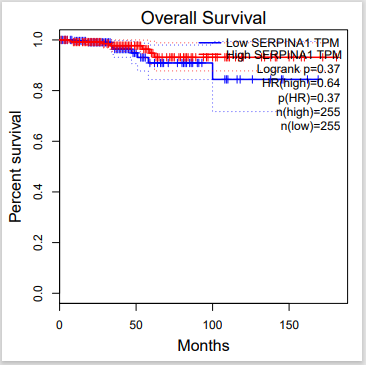 Overall Survival
Low SERPINA1 TPM
High SERPINA1 TPM
Logrank p=0.37
HR(high)=0.64
p(HR)=0.37
n(high)=255
n(low)=255
Percent survival
1.0
0.8
0.6
0.4
0.2
0.0
0 50 100 150
Months